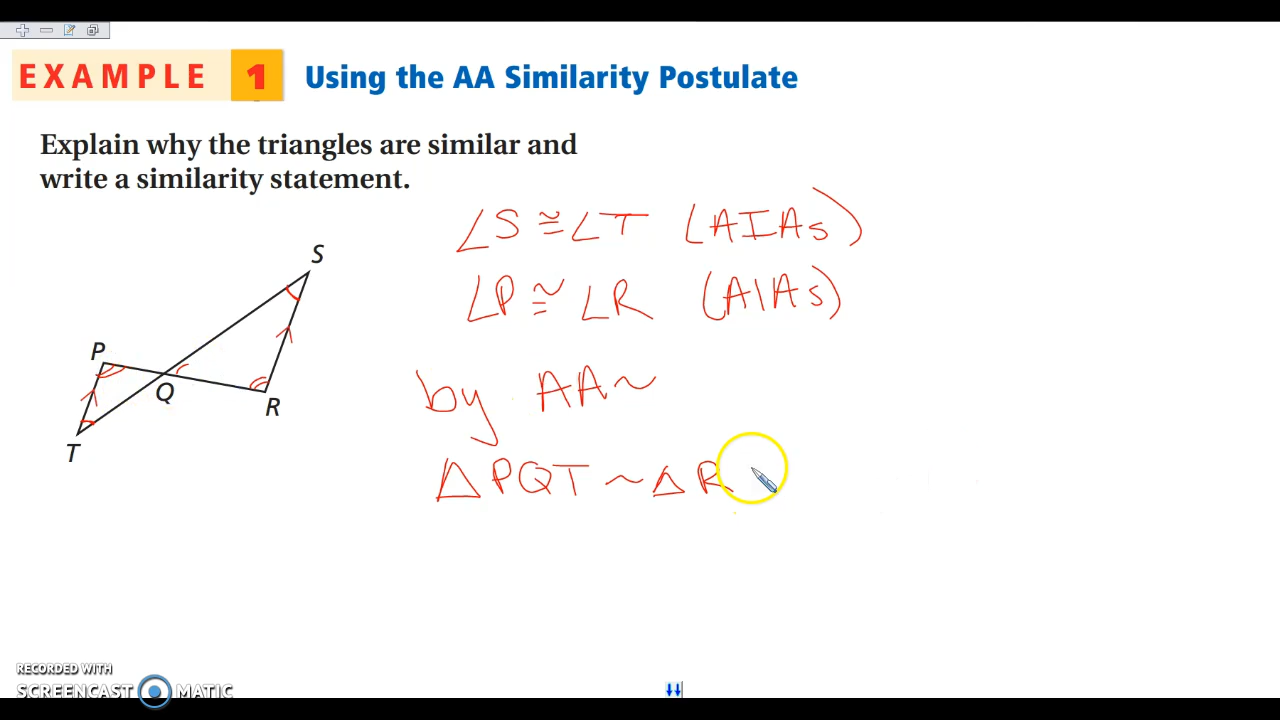 EXAMPLE 1 Using the AA Similarity Postulate
Explain why the triangles are similar and
write a similarity statement.
∠S ≅ ∠T (AIAs)
∠P ≅ ∠R (AIAs)
S
P
Q
R
T
by AA~
△PQT ~ △R
RECORDED WITH
SCREENCAST MATIC